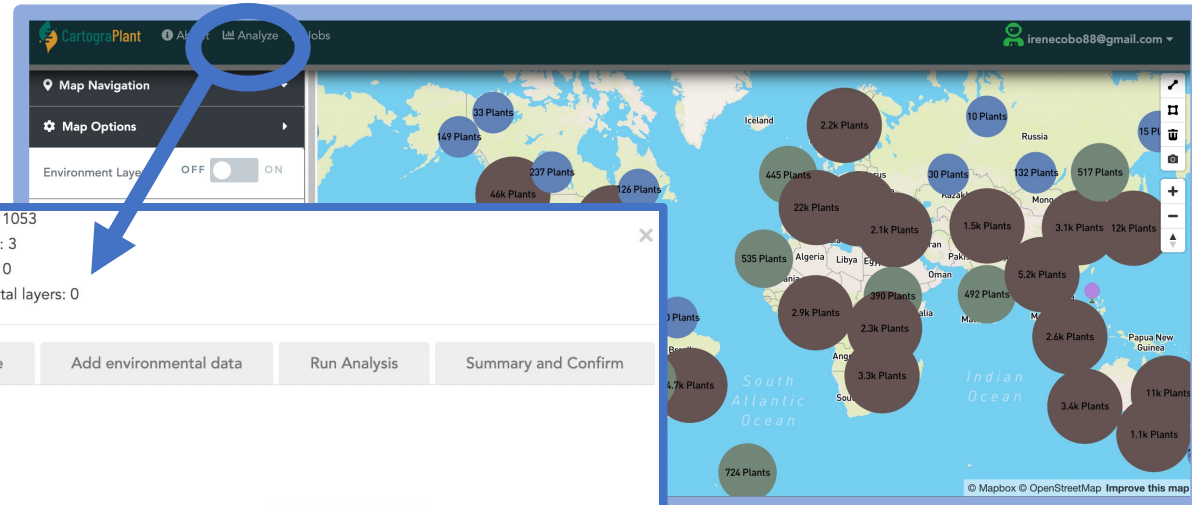 CartograPlant
Analyze
Jobs
irenecobo88@gmail.com
Map Navigation
Map Options
OFF
ON
Environment Laye
33 Plants
149 Plants
237 Plants
46k Plants
126 Plants
Iceland
2.2k Plants
10 Plants
Russia
15 Pl
445 Plants
30 Plants
132 Plants
517 Plants
22k Plants
2.1k Plants
1.5k Plants
3.1k Plants
12k Plants
535 Plants
Algeria
Libya
Oman
390 Plants
492 Plants
5.2k Plants
2.9k Plants
2.3k Plants
2.6k Plants
Papua New
Guinea
4.7k Plants
3.3k Plants
3.4k Plants
11k Plants
1.1k Plants
South
Atlantic
Ocean
Indian
Ocean
724 Plants
© Mapbox © OpenStreetMap Improve this map
1053
: 3
0
tal layers: 0
×
e
Add environmental data
Run Analysis
Summary and Confirm